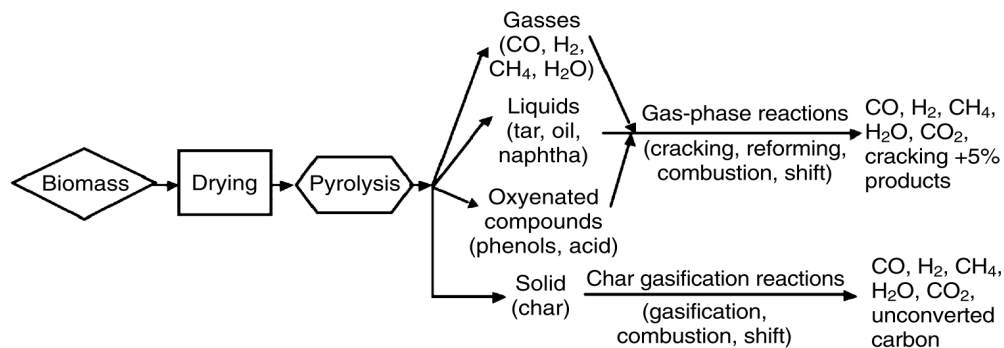 Biomass
Drying
Pyrolysis
Gasses
(CO, H₂,
CH₄, H₂O)
Liquids
(tar, oil,
naphtha)
Oxyenated
compounds
(phenols, acid)
Solid
(char)
Gas-phase reactions
(cracking, reforming,
combustion, shift)
CO, H₂, CH₄,
H₂O, CO₂,
cracking +5%
products
Char gasification reactions
(gasification,
combustion, shift)
CO, H₂, CH₄,
H₂O, CO₂,
unconverted
carbon